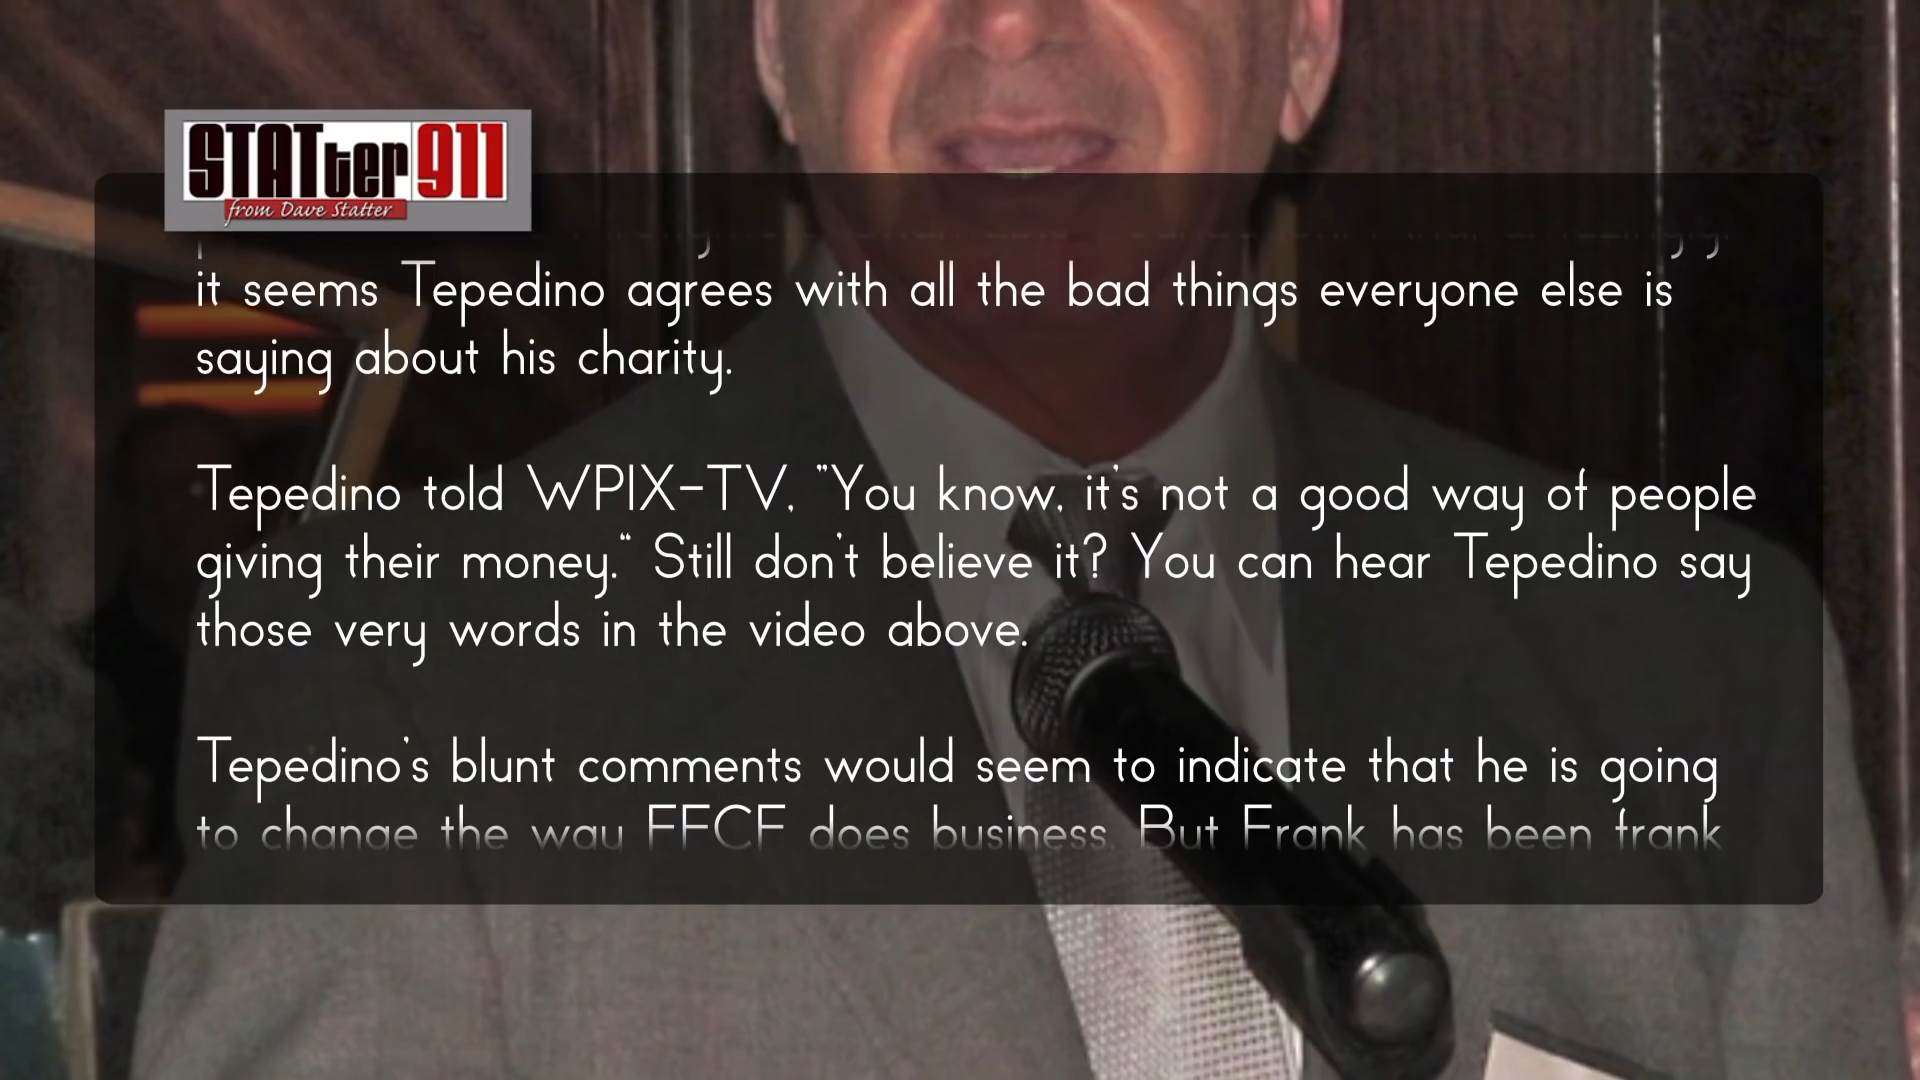 STATter 911
from Dave Statter
it seems Tepedino agrees with all the bad things everyone else is
saying about his charity.
Tepedino told WPIX-TV, "You know, it's not a good way of people
giving their money." Still don't believe it? You can hear Tepedino say
those very words in the video above.
Tepedino's blunt comments would seem to indicate that he is going
to change the way FFCF does business. But Frank has been frank